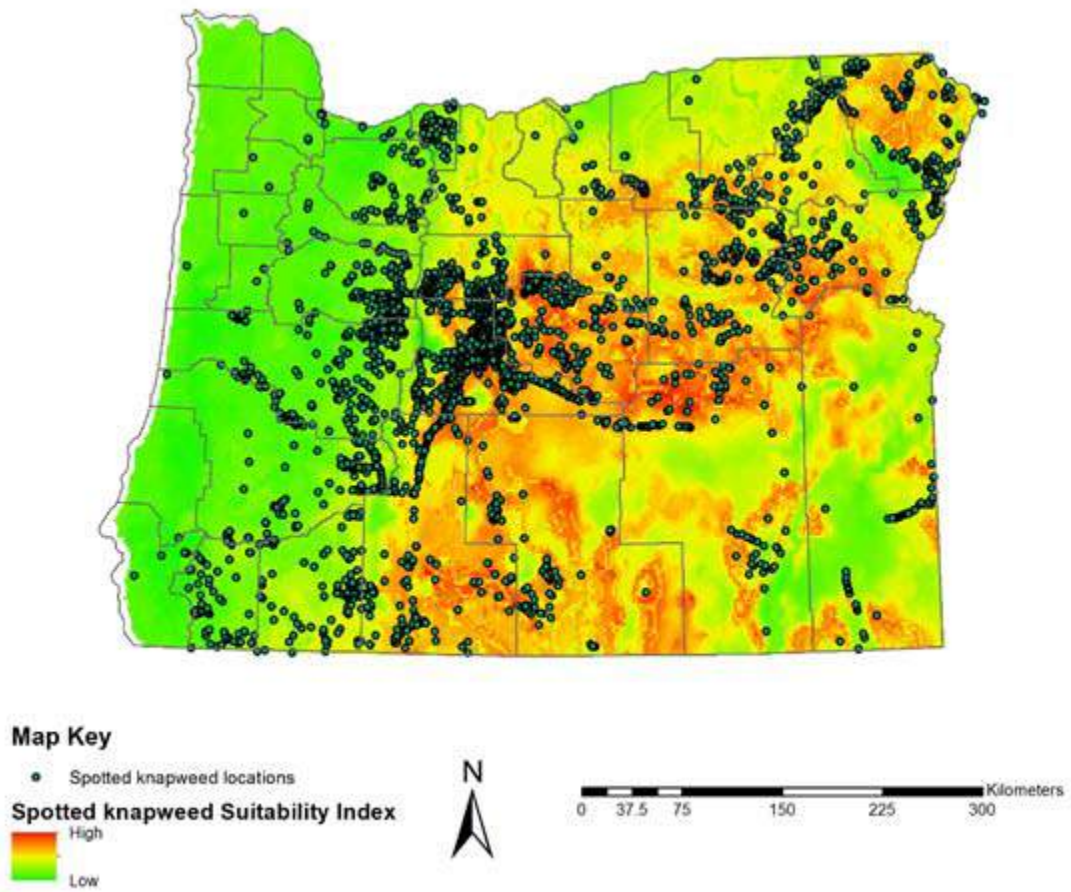 Map Key
Spotted knapweed locations
Spotted knapweed Suitability Index
High
Low
N
Kilometers
0 37.5 75 150 225 300